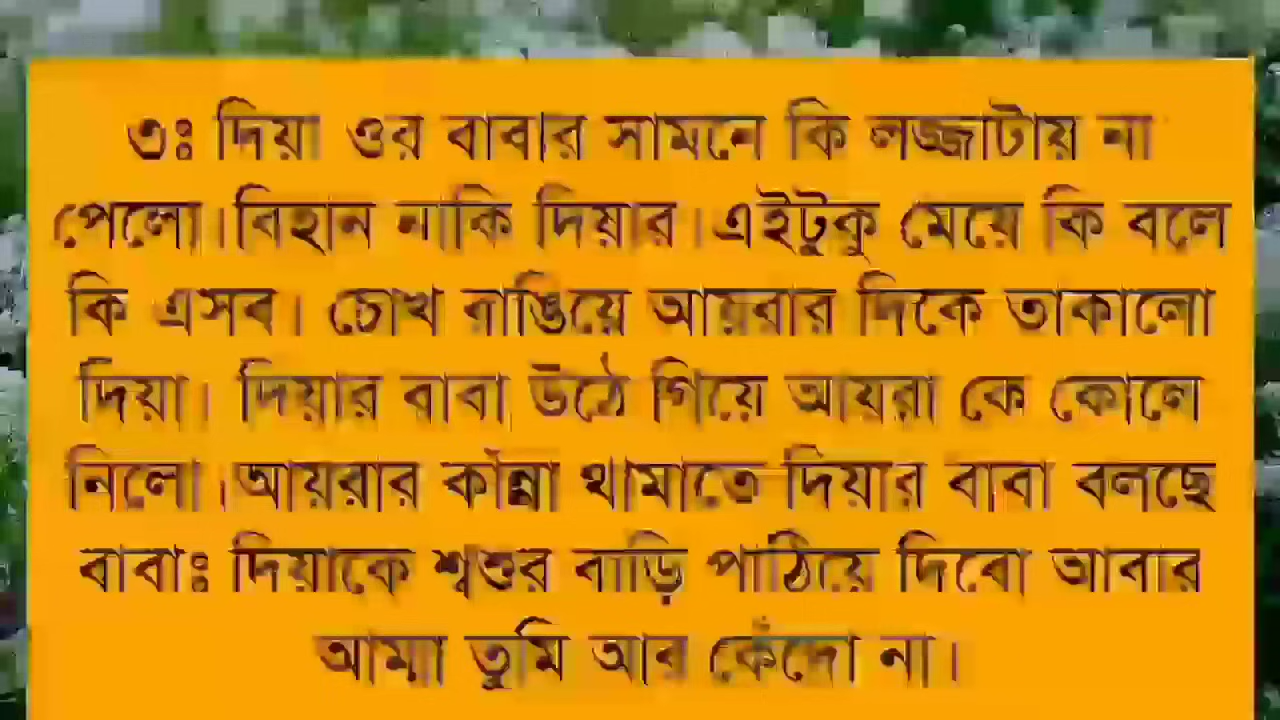 ৩ঃ দিয়া ওর বাবার সামনে কি লজ্জাটায় না
পেলো।বিহান নাকি দিয়ার।এইটুকু মেয়ে কি বলে
কি এসব। চোখ রাঙিয়ে আয়রার দিকে তাকালো
দিয়া। দিয়ার বাবা উঠে গিয়ে আয়রা কে কোলে
নিলো।আয়রার কাঁন্না থামাতে দিয়ার বাবা বলছে
বাবাঃ দিয়াকে শ্বশুর বাড়ি পাঠিয়ে দিবো আবার
আম্মা তুমি আর কেঁদো না।